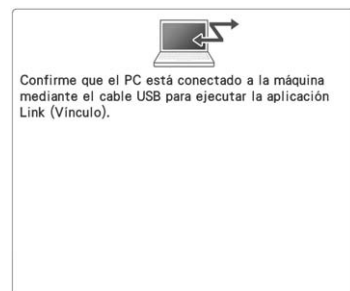 Confirme que el PC está conectado a la máquina
mediante el cable USB para ejecutar la aplicación
Link (Vínculo).